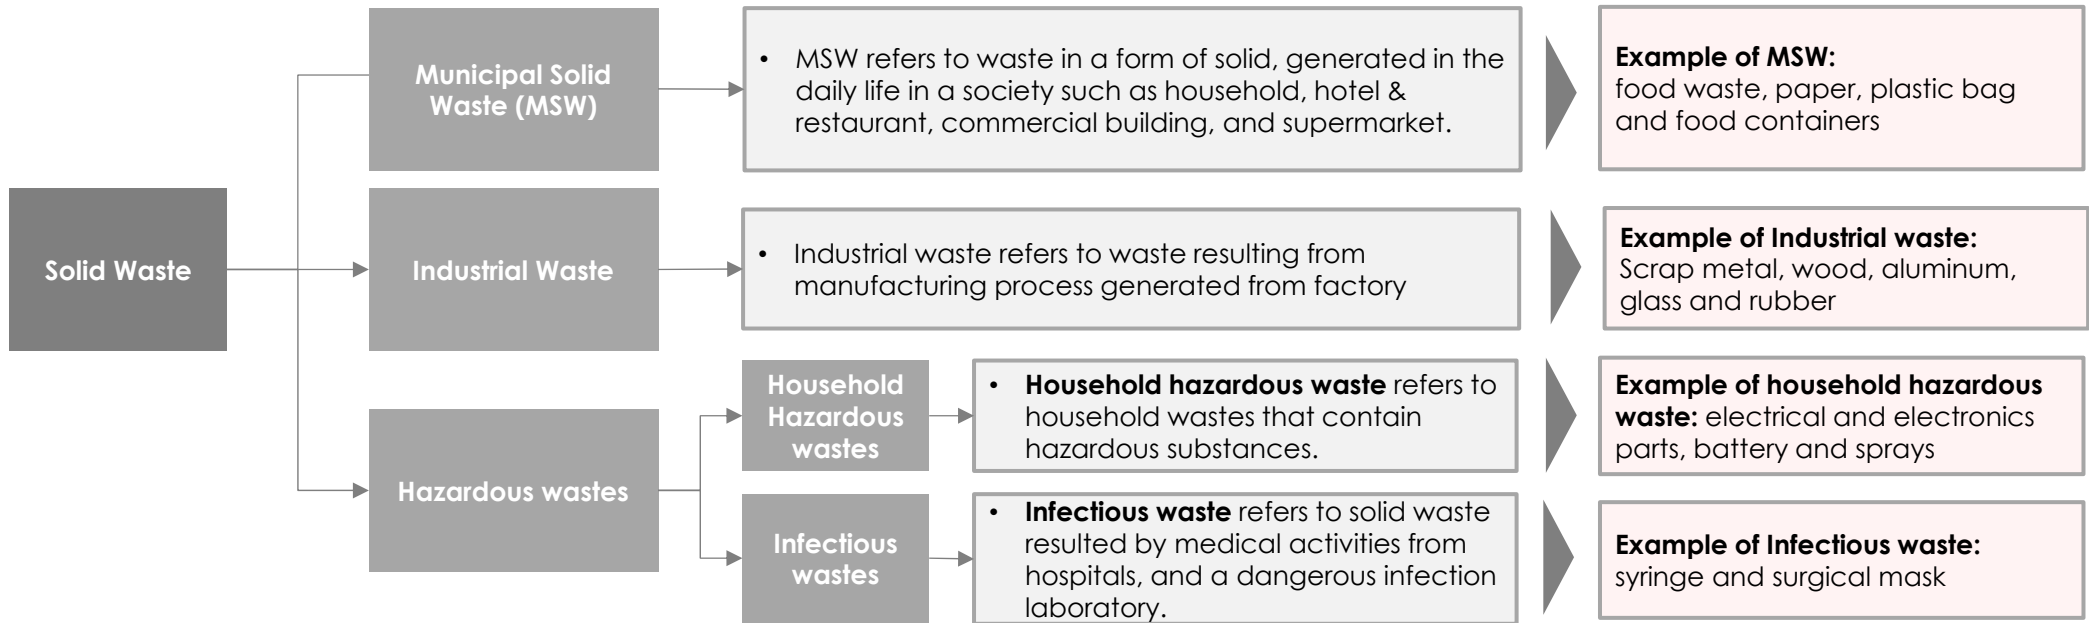 Municipal Solid
Waste (MSW)
• MSW refers to waste in a form of solid, generated in the
daily life in a society such as household, hotel &
restaurant, commercial building, and supermarket.
Example of MSW:
food waste, paper, plastic bag
and food containers
Solid Waste
Industrial Waste
• Industrial waste refers to waste resulting from
manufacturing process generated from factory
Example of Industrial waste:
Scrap metal, wood, aluminum,
glass and rubber
Hazardous wastes
Household
Hazardous
wastes
• Household hazardous waste refers to
household wastes that contain
hazardous substances.
Example of household hazardous
waste: electrical and electronics
parts, battery and sprays
Infectious
wastes
• Infectious waste refers to solid waste
resulted by medical activities from
hospitals, and a dangerous infection
laboratory.
Example of Infectious waste:
syringe and surgical mask